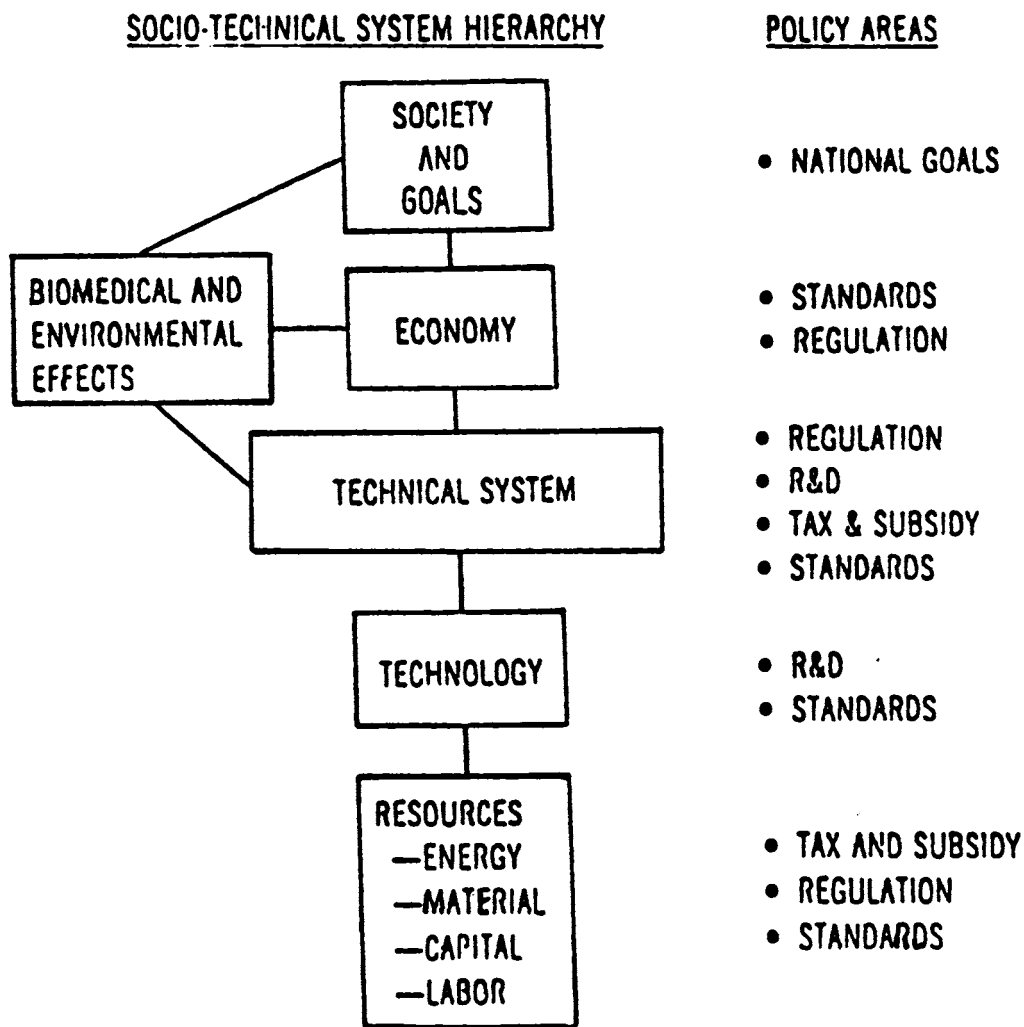 SOCIO-TECHNICAL SYSTEM HIERARCHY
POLICY AREAS
SOCIETY
AND
GOALS
• NATIONAL GOALS
BIOMEDICAL AND
ENVIRONMENTAL
EFFECTS
ECONOMY
• STANDARDS
• REGULATION
TECHNICAL SYSTEM
• REGULATION
• R&D
• TAX & SUBSIDY
• STANDARDS
TECHNOLOGY
• R&D
• STANDARDS
RESOURCES
—ENERGY
—MATERIAL
—CAPITAL
—LABOR
• TAX AND SUBSIDY
• REGULATION
• STANDARDS